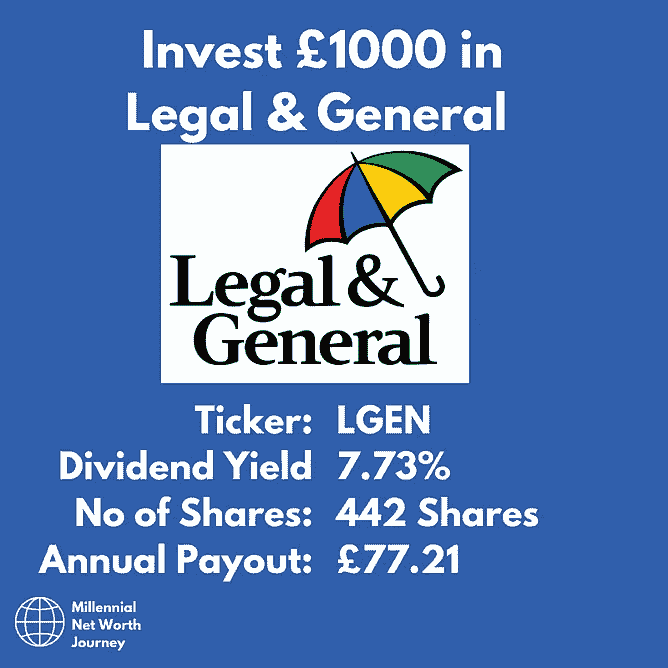 Invest £1000 in
Legal & General
Legal &
General
Ticker: LGEN
Dividend Yield 7.73%
No of Shares: 442 Shares
Annual Payout: £77.21
Millennial
Net Worth
Journey